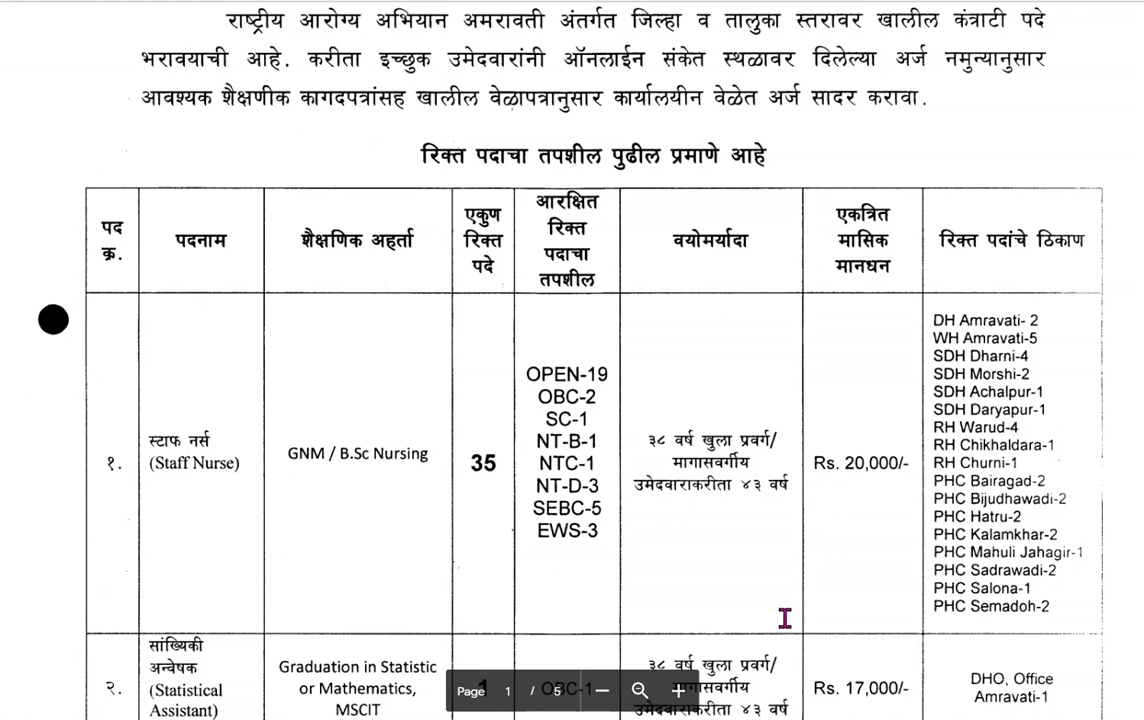 राष्ट्रीय आरोग्य अभियान अमरावती अंतर्गत जिल्हा व तालुका स्तरावर खालील कंत्राटी पदे
भरावयाची आहे. करीता इच्छुक उमेदवारांनी ऑनलाईन संकेत स्थळावर दिलेल्या अर्ज नमुन्यानुसार
आवश्यक शैक्षणीक कागदपत्रांसह खालील वेळापत्रानुसार कार्यालयीन वेळेत अर्ज सादर करावा.
रिक्त पदाचा तपशील पुढील प्रमाणे आहे
पद
क्र.
पदनाम
शैक्षणिक अहर्ता
एकुण
रिक्त
पदे
आरक्षित
रिक्त
पदाचा
तपशील
वयोमर्यादा
एकत्रित
मासिक
मानधन
रिक्त पदांचे ठिकाण
१.
स्टाफ नर्स
(Staff Nurse)
GNM / B.Sc Nursing
35
OPEN-19
OBC-2
SC-1
NT-B-1
NTC-1
NT-D-3
SEBC-5
EWS-3
३८ वर्ष खुला प्रवर्ग/
मागासवर्गीय
उमेदवाराकरीता ४३ वर्ष
Rs. 20,000/-
DH Amravati- 2
WH Amravati-5
SDH Dharni-4
SDH Morshi-2
SDH Achalpur-1
SDH Daryapur-1
RH Warud-4
RH Chikhaldara-1
RH Churni-1
PHC Bairagad-2
PHC Bijudhawadi-2
PHC Hatru-2
PHC Kalamkhar-2
PHC Mahuli Jahagir-1
PHC Sadrawadi-2
PHC Salona-1
PHC Semadoh-2
२.
सांख्यिकी
अन्वेषक
(Statistical
Assistant)
Graduation in Statistic
or Mathematics,
MSCIT
1
OBC-1
३८ वर्ष खुला प्रवर्ग/
मागासवर्गीय
उमेदवाराकरीता ४३ वर्ष
Rs. 17,000/-
DHO, Office
Amravati-1
Page 1 / 5